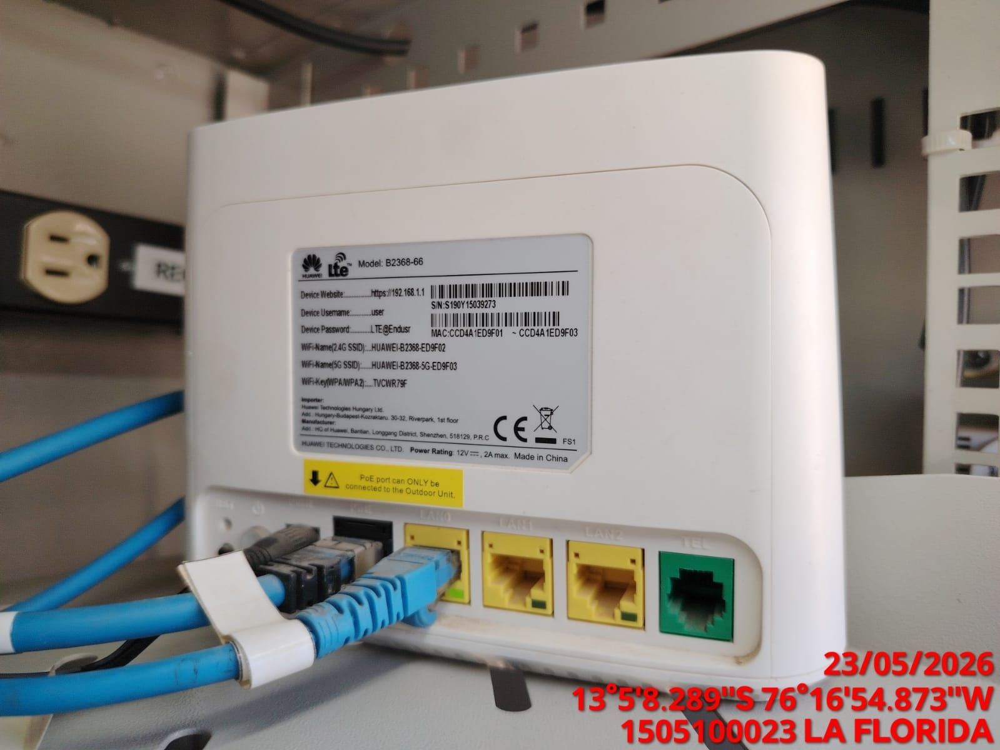 REC
HUAWEI Lte™ Model: B2368-66
Device Website:...............https://192.168.1.1
S/N:S190Y15039273
Device Username:...........user
Device Password:..........LTE@Endusr
MAC:CCD4A1ED9F01 ~ CCD4A1ED9F03
WiFi-Name(2.4G SSID):...HUAWEI-B2368-ED9F02
WiFi-Name(5G SSID):......HUAWEI-B2368-5G-ED9F03
WiFi-Key(WPA/WPA2):....TVCWR79F
Importer:
Huawei Technologies Hungary Ltd.
Add.: Hungary-Budapest-Kozraktaru. 30-32, Riverpark, 1st floor
Manufacturer:
Add.: HQ of Huawei, Bantian, Longgang District, Shenzhen, 518129, P.R.C
CE
FS1
HUAWEI TECHNOLOGIES CO., LTD. Power Rating: 12V⎓, 2A max. Made in China
PoE port can ONLY be
connected to the Outdoor Unit.
PoE LAN0 LAN1 LAN2 TEL
23/05/2026
13°5'8.289"S 76°16'54.873"W
1505100023 LA FLORIDA